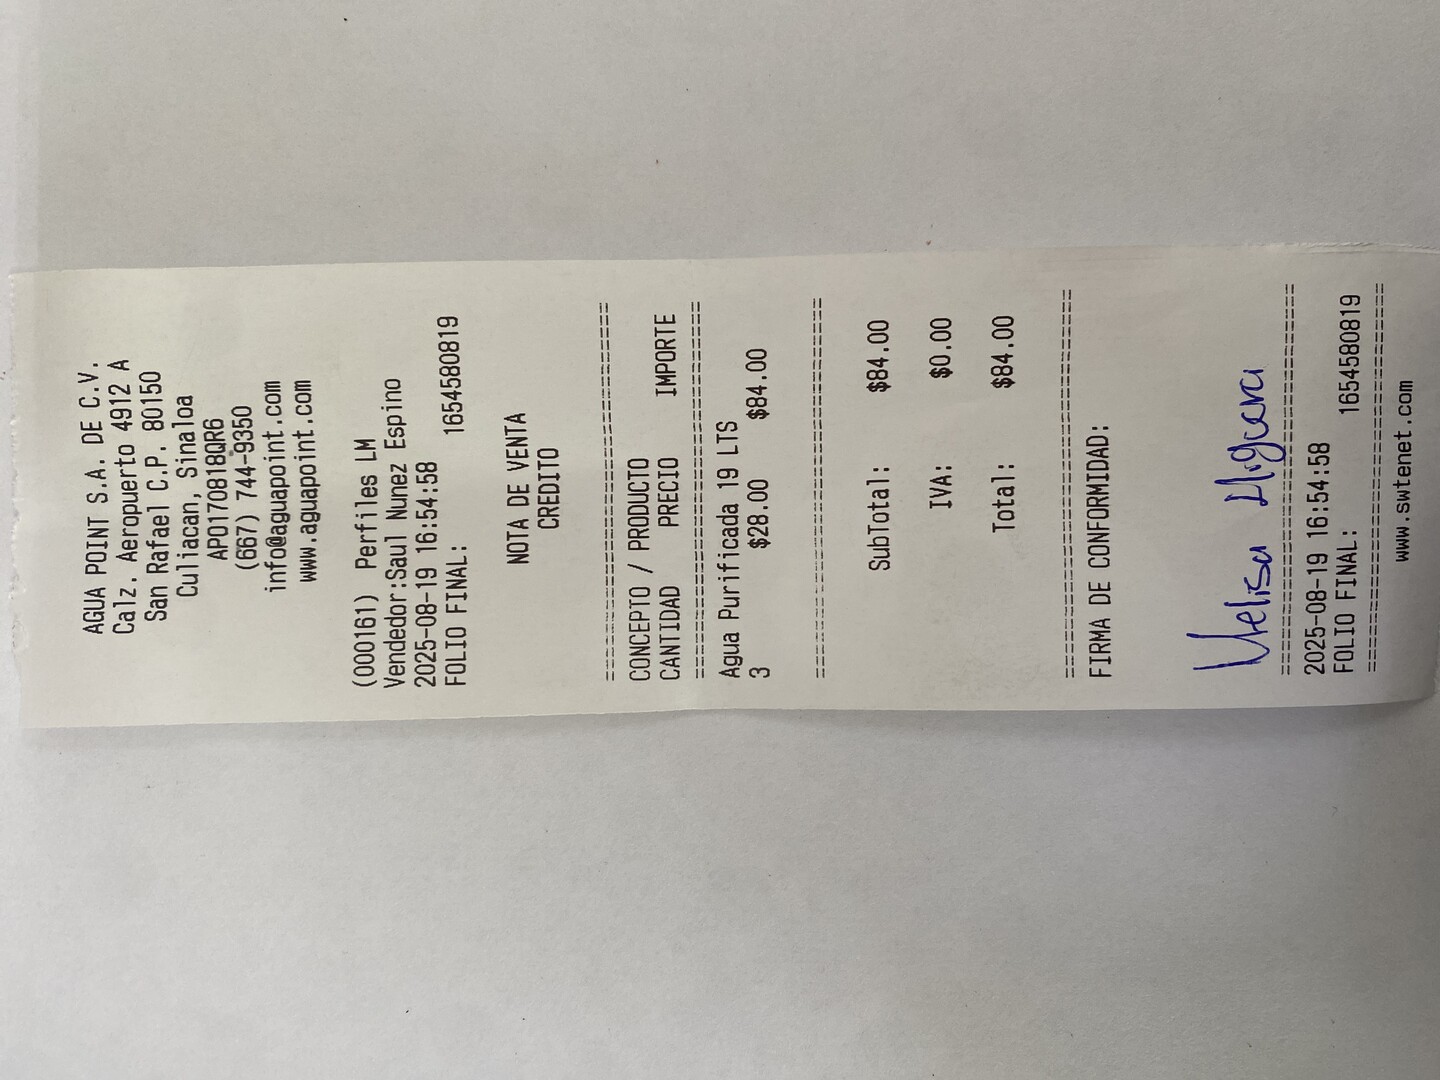 AGUA POINT S.A. DE C.V.
Calz. Aeropuerto 4912 A
San Rafael C.P. 80150
Culiacan, Sinaloa
APO170818QR6
(667) 744-9350
info@aguapoint.com
www.aguapoint.com
(000161) Perfiles LM
Vendedor:Saul Nunez Espino
2025-08-19 16:54:58
FOLIO FINAL: 1654580819
NOTA DE VENTA
CREDITO
================================
CONCEPTO / PRODUCTO
CANTIDAD PRECIO IMPORTE
================================
Agua Purificada 19 LTS
3 $28.00 $84.00
================================
SubTotal: $84.00
IVA: $0.00
Total: $84.00
================================
FIRMA DE CONFORMIDAD:
Melisa Higuera
================================
2025-08-19 16:54:58
FOLIO FINAL: 1654580819
================================
www.swtenet.com